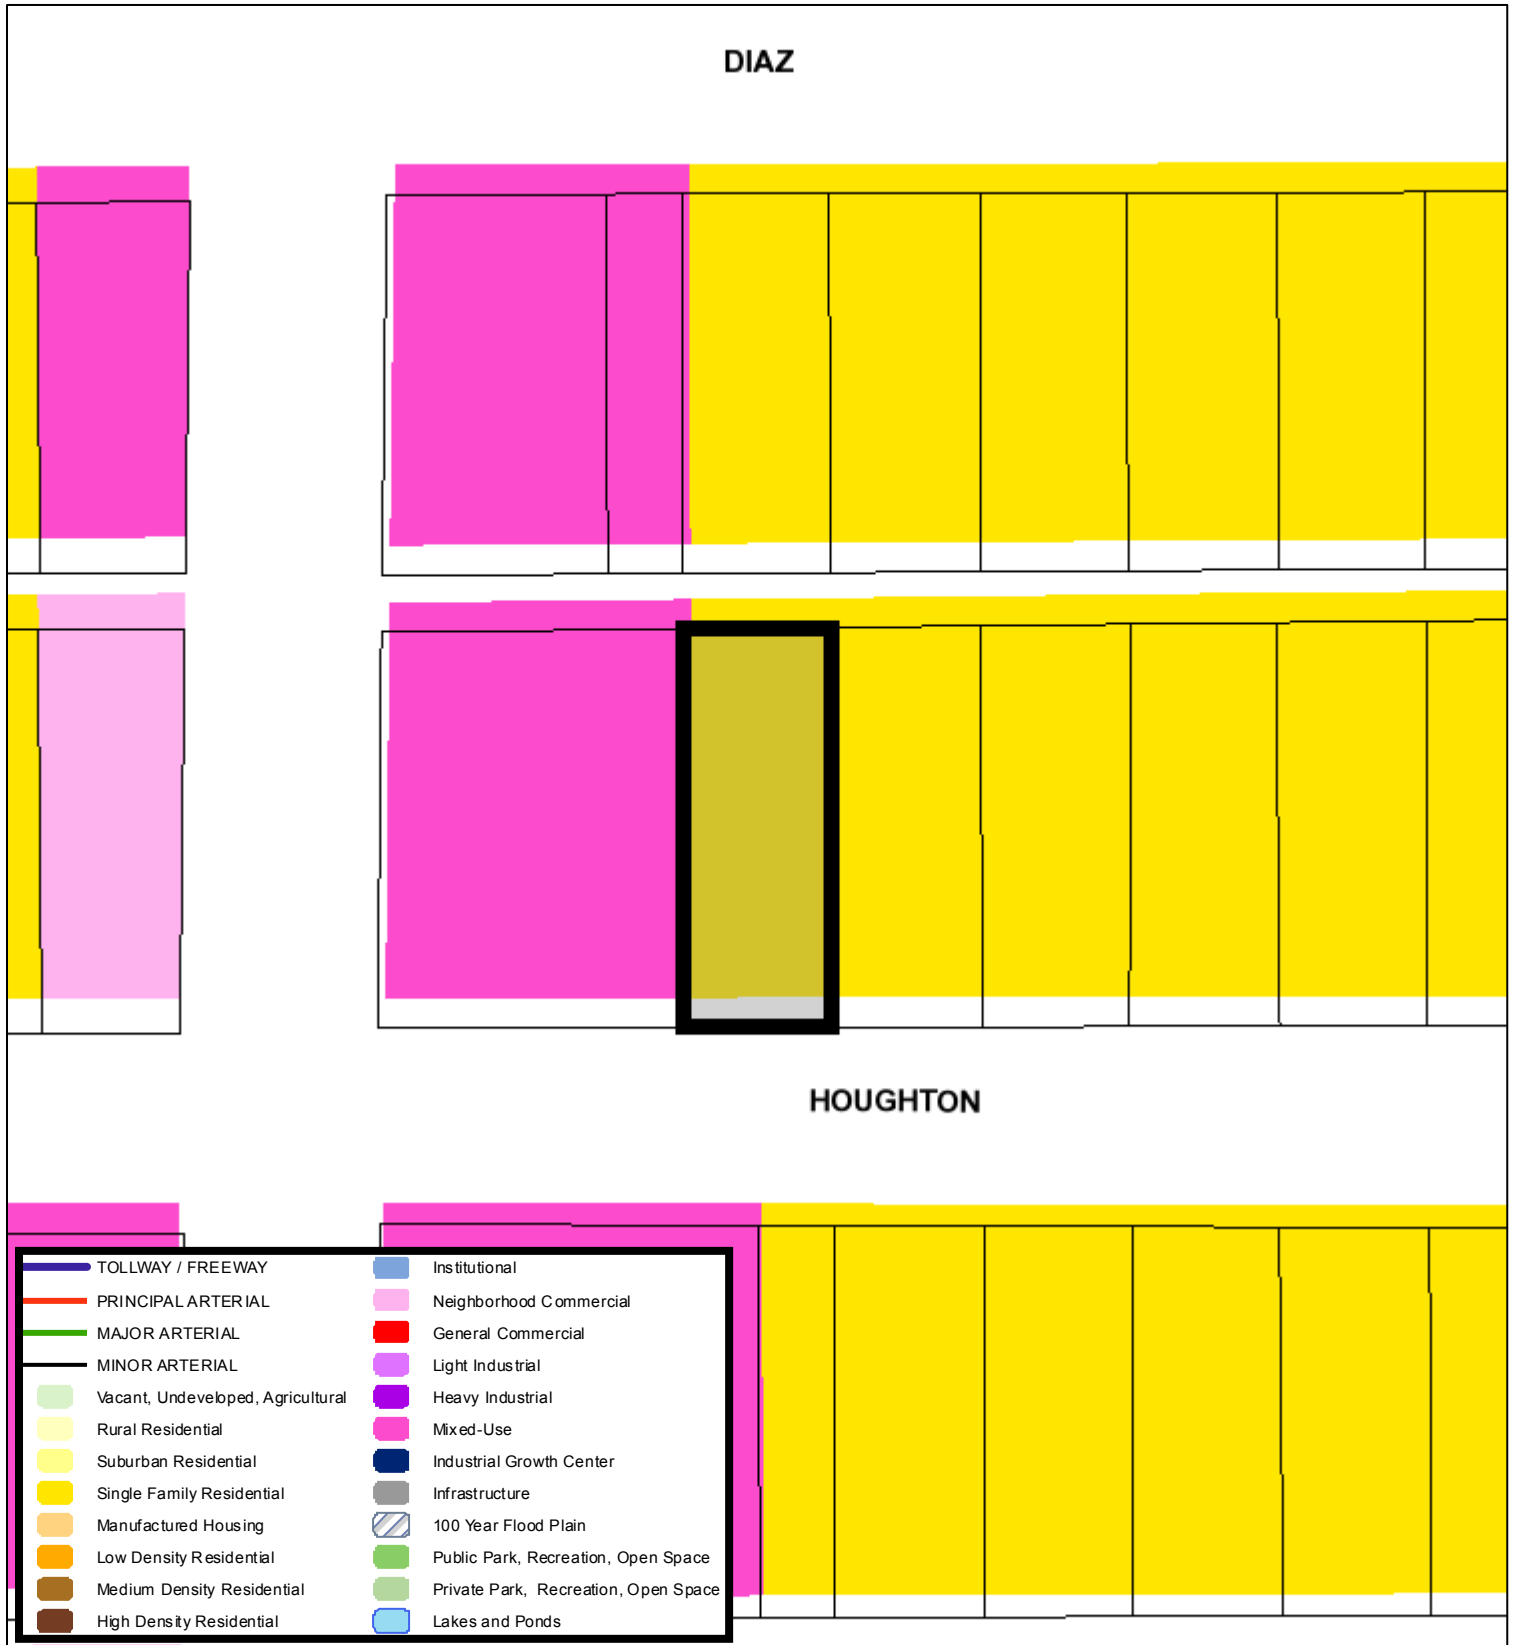 DIAZ
HOUGHTON
TOLLWAY / FREEWAY
PRINCIPAL ARTERIAL
MAJOR ARTERIAL
MINOR ARTERIAL
Vacant, Undeveloped, Agricultural
Rural Residential
Suburban Residential
Single Family Residential
Manufactured Housing
Low Density Residential
Medium Density Residential
High Density Residential
Institutional
Neighborhood Commercial
General Commercial
Light Industrial
Heavy Industrial
Mixed-Use
Industrial Growth Center
Infrastructure
100 Year Flood Plain
Public Park, Recreation, Open Space
Private Park, Recreation, Open Space
Lakes and Ponds